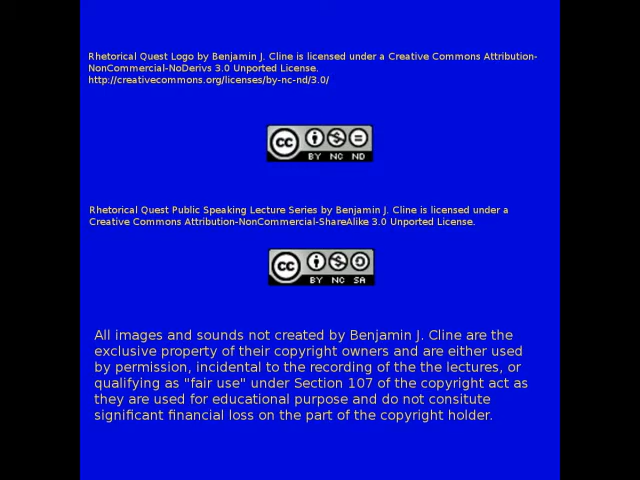 Rhetorical Quest Logo by Benjamin J. Cline is licensed under a Creative Commons Attribution-
NonCommercial-NoDerivs 3.0 Unported License.
http://creativecommons.org/licenses/by-nc-nd/3.0/
cc
BY NC ND
Rhetorical Quest Public Speaking Lecture Series by Benjamin J. Cline is licensed under a
Creative Commons Attribution-NonCommercial-ShareAlike 3.0 Unported License.
cc
BY NC SA
All images and sounds not created by Benjamin J. Cline are the
exclusive property of their copyright owners and are either used
by permission, incidental to the recording of the the lectures, or
qualifying as "fair use" under Section 107 of the copyright act as
they are used for educational purpose and do not consitute
significant financial loss on the part of the copyright holder.